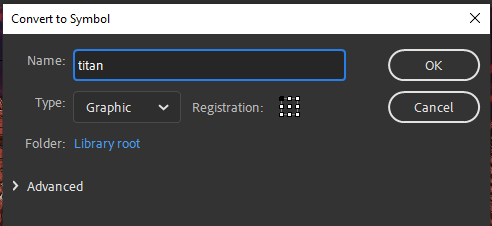 Convert to Symbol
Name: titan OK
Type: Graphic Registration: Cancel
Folder: Library root
Advanced